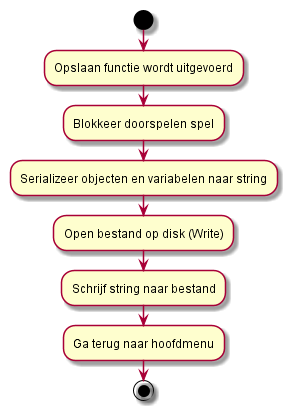 Opslaan functie wordt uitgevoerd
Blokkeer doorspelen spel
Serializeer objecten en variabelen naar string
Open bestand op disk (Write)
Schrijf string naar bestand
Ga terug naar hoofdmenu